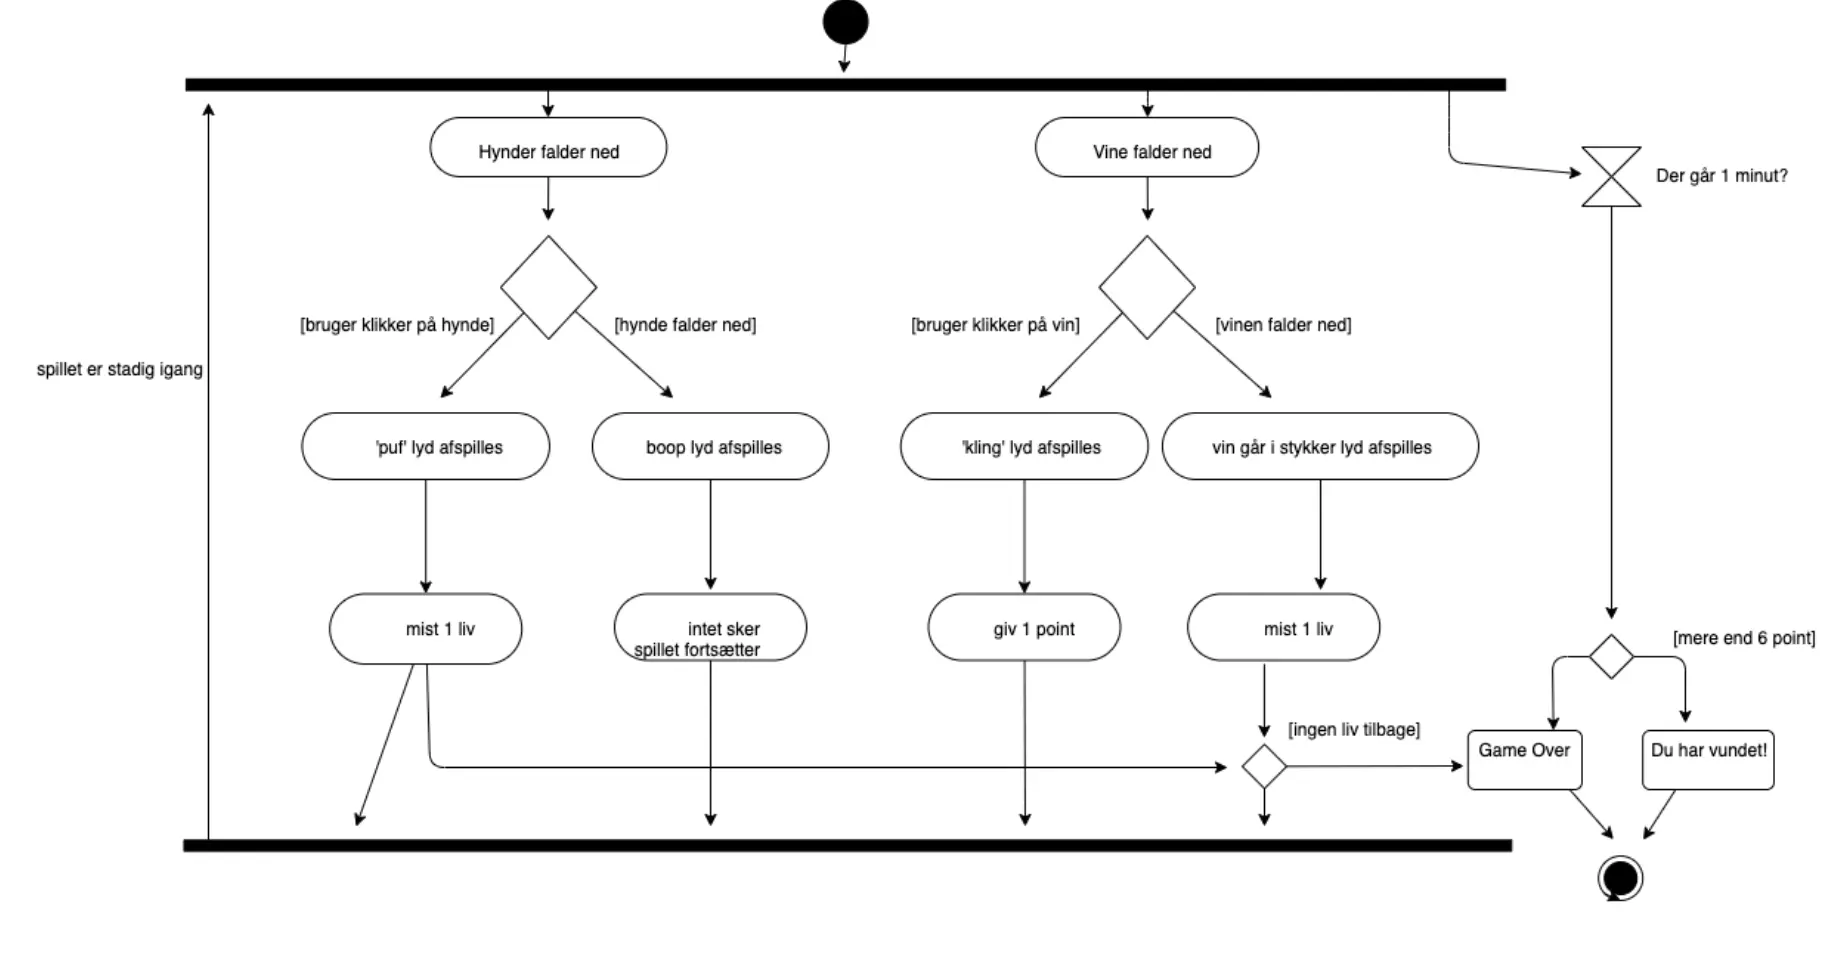 Hynder falder ned
Vine falder ned
Der går 1 minut?
[bruger klikker på hynde]
[hynde falder ned]
[bruger klikker på vin]
[vinen falder ned]
spillet er stadig igang
'puf' lyd afspilles
boop lyd afspilles
'kling' lyd afspilles
vin går i stykker lyd afspilles
mist 1 liv
intet sker
spillet fortsætter
giv 1 point
mist 1 liv
[mere end 6 point]
[ingen liv tilbage]
Game Over
Du har vundet!